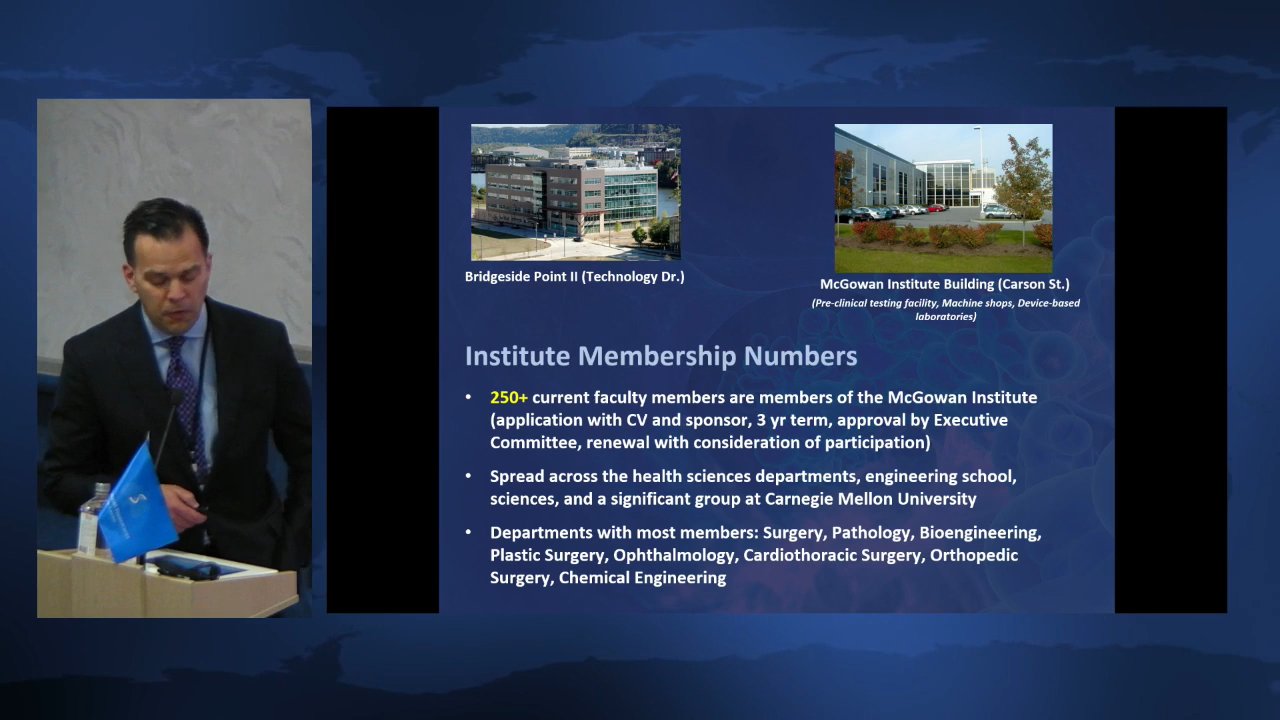 Bridgeside Point II (Technology Dr.)
McGowan Institute Building (Carson St.)
(Pre-clinical testing facility, Machine shops, Device-based
laboratories)
Institute Membership Numbers
• 250+ current faculty members are members of the McGowan Institute
(application with CV and sponsor, 3 yr term, approval by Executive
Committee, renewal with consideration of participation)
• Spread across the health sciences departments, engineering school,
sciences, and a significant group at Carnegie Mellon University
• Departments with most members: Surgery, Pathology, Bioengineering,
Plastic Surgery, Ophthalmology, Cardiothoracic Surgery, Orthopedic
Surgery, Chemical Engineering